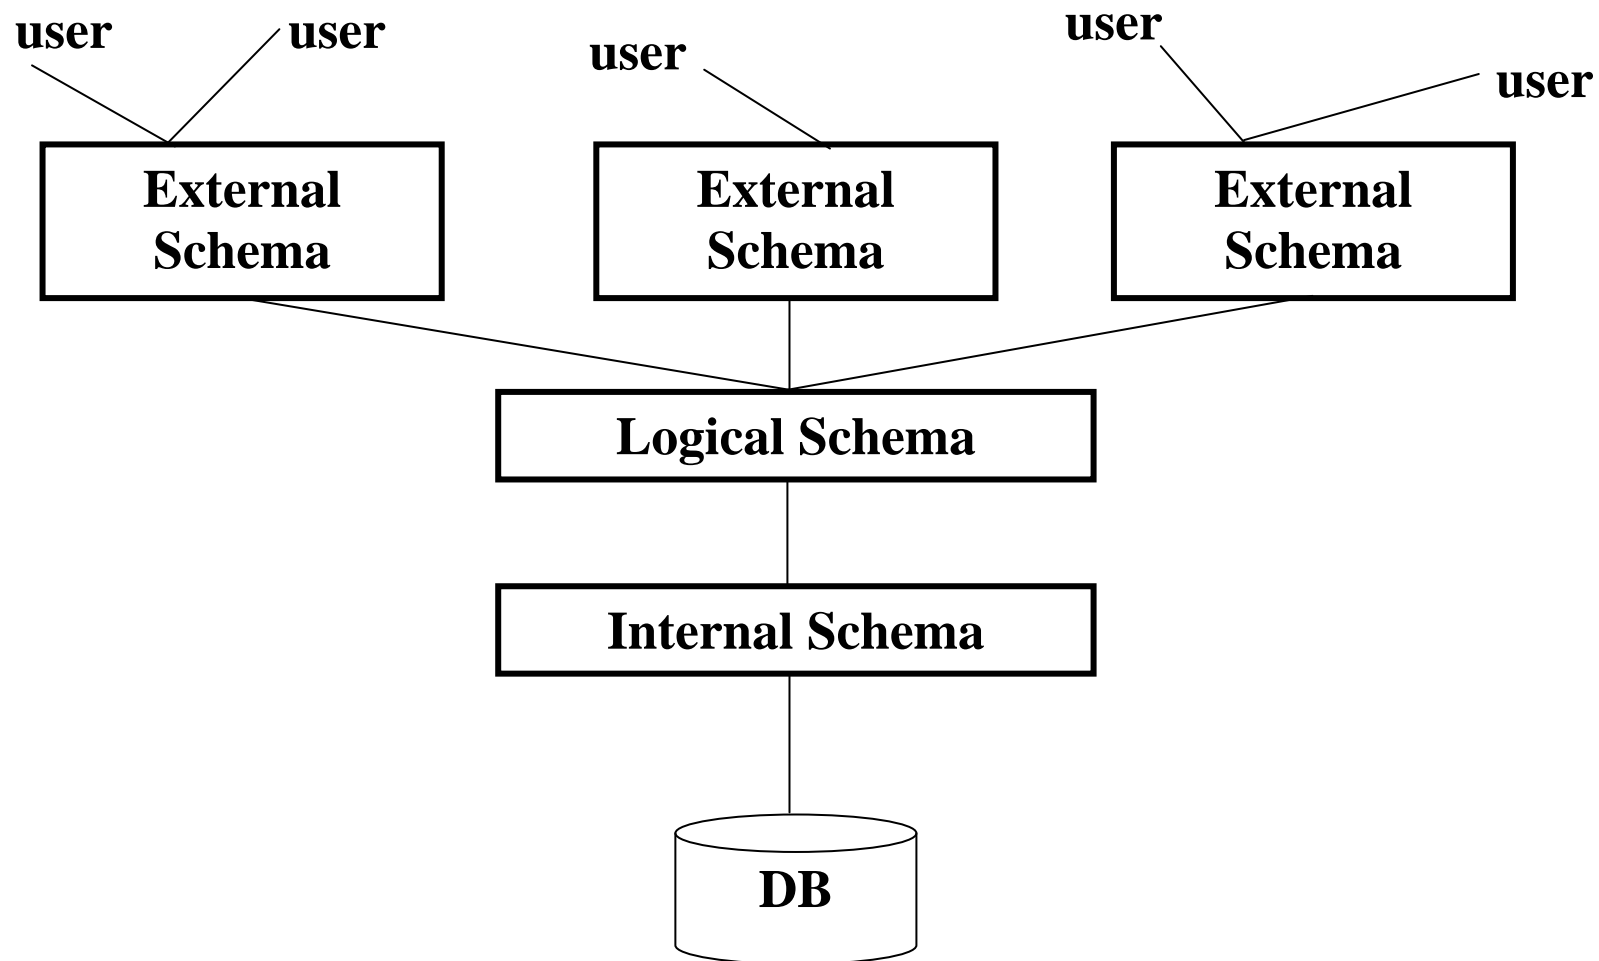 user
user
user
user
user
External
Schema
External
Schema
External
Schema
Logical Schema
Internal Schema
DB